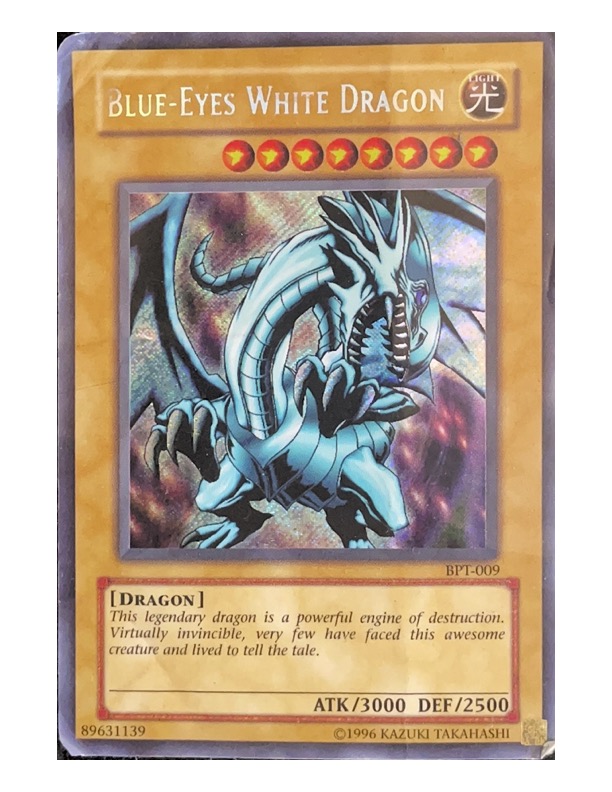 BLUE-EYES WHITE DRAGON
LIGHT
光
BPT-009
[DRAGON]
This legendary dragon is a powerful engine of destruction.
Virtually invincible, very few have faced this awesome
creature and lived to tell the tale.
ATK/3000 DEF/2500
89631139
©1996 KAZUKI TAKAHASHI